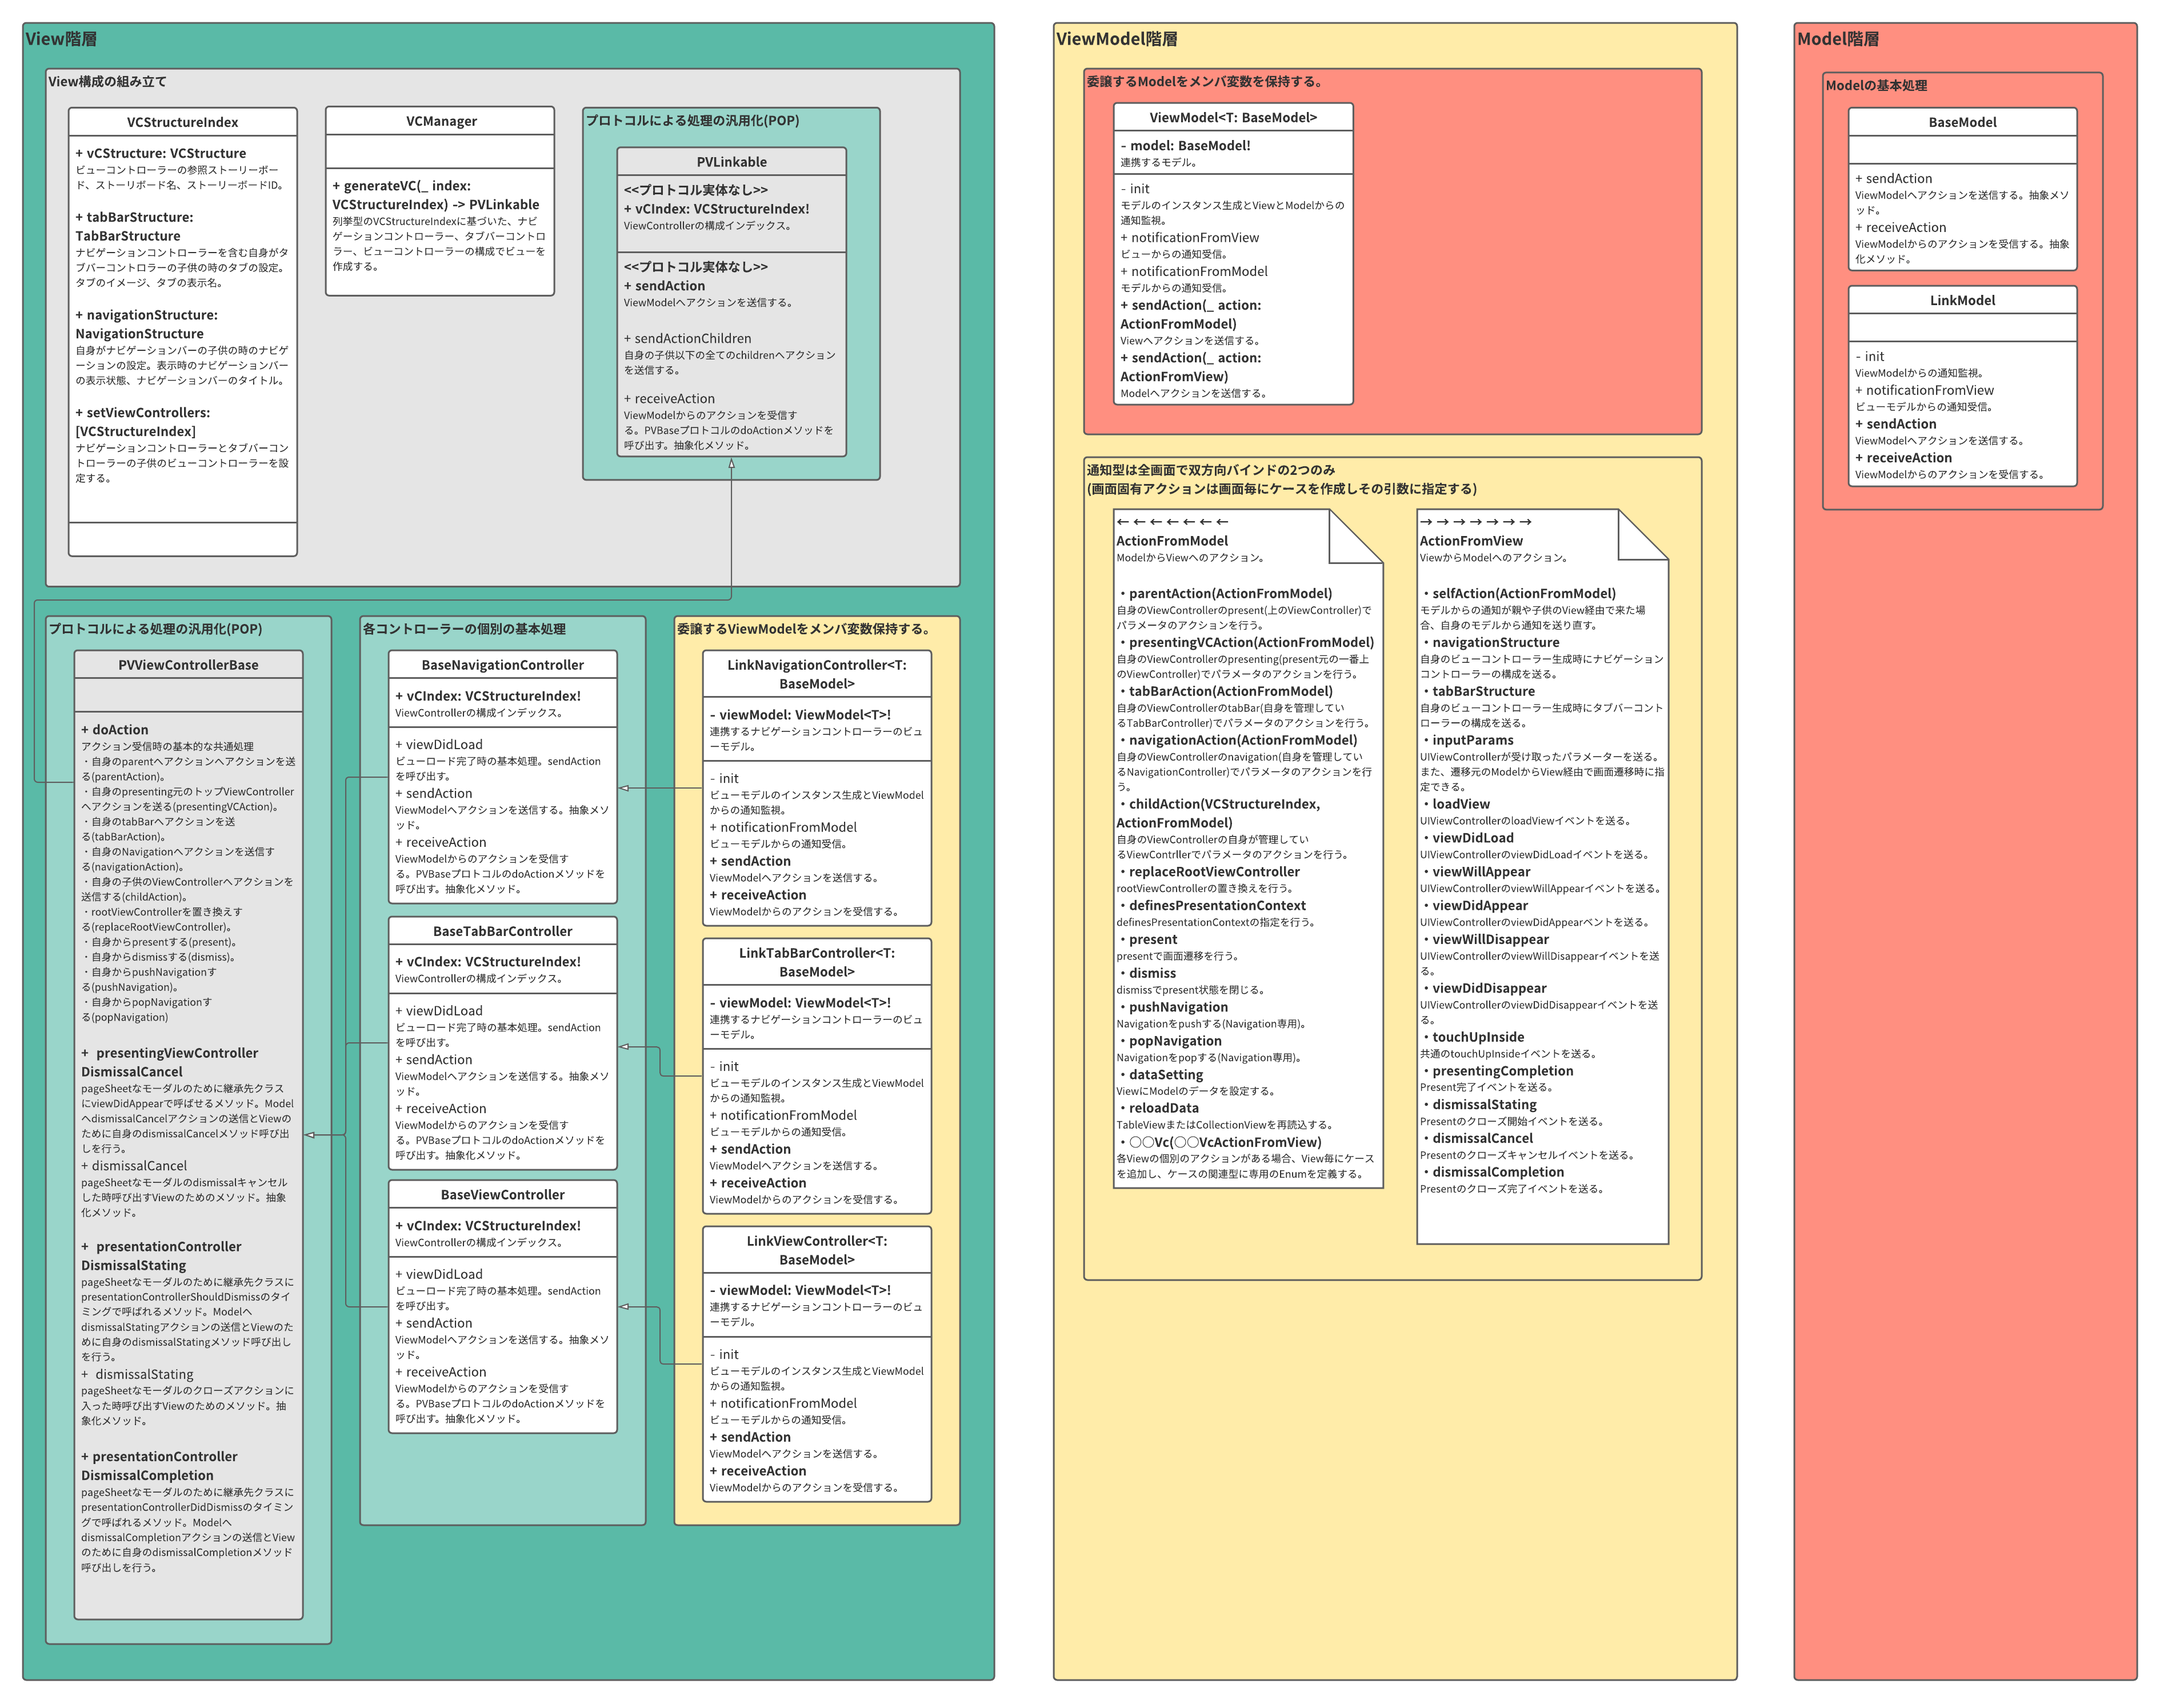 View階層
View構成の組み立て
VCStructureIndex
+ vCStructure: VCStructure
ビューコントローラーの参照ストーリーボー
ド、ストーリボード名、ストーリーボードID。
+ tabBarStructure:
TabBarStructure
ナビゲーションコントローラーを含む自身がタ
ブバーコントローラーの子供の時のタブの設定。
タブのイメージ、タブの表示名。
+ navigationStructure:
NavigationStructure
自身がナビゲーションバーの子供の時のナビゲ
ーションの設定。表示時のナビゲーションバー
の表示状態、ナビゲーションバーのタイトル。
+ setViewControllers:
[VCStructureIndex]
ナビゲーションコントローラーとタブバーコン
トローラーの子供のビューコントローラーを設
定する。
VCManager
+ generateVC(_ index:
VCStructureIndex) -> PVLinkable
列挙型のVCStructureIndexに基づいた、ナビ
ゲーションコントローラー、タブバーコントロ
ーラー、ビューコントローラーの構成でビューを
作成する。
プロトコルによる処理の汎用化(POP)
PVLinkable
<<プロトコル実体なし>>
+ vCIndex: VCStructureIndex!
ViewControllerの構成インデックス。
<<プロトコル実体なし>>
+ sendAction
ViewModelへアクションを送信する。
+ sendActionChildren
自身の子供以下の全てのchildrenへアクション
を送信する。
+ receiveAction
ViewModelからのアクションを受信す
る。PVBaseプロトコルのdoActionメソッドを
呼び出す。抽象化メソッド。
プロトコルによる処理の汎用化(POP)
PVViewControllerBase
+ doAction
アクション受信時の基本的な共通処理
・自身のparentへアクションへアクションを送
る(parentAction)。
・自身のpresenting元のトップViewController
へアクションを送る(presentingVCAction)。
・自身のtabBarへアクションを送
る(tabBarAction)。
・自身のNavigationへアクションを送信す
る(navigationAction)。
・自身の子供のViewControllerへアクションを
送信する(childAction)。
・rootViewControllerを置き換えす
る(replaceRootViewController)。
・自身からpresentする(present)。
・自身からdismissする(dismiss)。
・自身からpushNavigationす
る(pushNavigation)。
・自身からpopNavigationす
る(popNavigation)
+ presentingViewController
DismissalCancel
pageSheetなモーダルのために継承先クラス
にviewDidAppearで呼ばせるメソッド。Model
へdismissalCancelアクションの送信とViewの
ために自身のdismissalCancelメソッド呼び出
しを行う。
+ dismissalCancel
pageSheetなモーダルのdismissalキャンセル
した時呼び出すViewのためのメソッド。抽象
化メソッド。
+ presentationController
DismissalStating
pageSheetなモーダルのために継承先クラスに
presentationControllerShouldDismissのタイ
ミングで呼ばれるメソッド。Modelへ
dismissalStatingアクションの送信とViewのた
めに自身のdismissalStatingメソッド呼び出し
を行う。
+ dismissalStating
pageSheetなモーダルのクローズアクションに
入った時呼び出すViewのためのメソッド。抽
象化メソッド。
+ presentationController
DismissalCompletion
pageSheetなモーダルのために継承先クラスに
presentationControllerDidDismissのタイミン
グで呼ばれるメソッド。Modelへ
dismissalCompletionアクションの送信とView
のために自身のdismissalCompletionメソッド
呼び出しを行う。
各コントローラーの個別の基本処理
BaseNavigationController
+ vCIndex: VCStructureIndex!
ViewControllerの構成インデックス。
+ viewDidLoad
ビューロード完了時の基本処理。sendAction
を呼び出す。
+ sendAction
ViewModelへアクションを送信する。抽象メソ
ッド。
+ receiveAction
ViewModelからのアクションを受信す
る。PVBaseプロトコルのdoActionメソッドを
呼び出す。抽象化メソッド。
BaseTabBarController
+ vCIndex: VCStructureIndex!
ViewControllerの構成インデックス。
+ viewDidLoad
ビューロード完了時の基本処理。sendAction
を呼び出す。
+ sendAction
ViewModelへアクションを送信する。抽象メソ
ッド。
+ receiveAction
ViewModelからのアクションを受信す
る。PVBaseプロトコルのdoActionメソッドを
呼び出す。抽象化メソッド。
BaseViewController
+ vCIndex: VCStructureIndex!
ViewControllerの構成インデックス。
+ viewDidLoad
ビューロード完了時の基本処理。sendAction
を呼び出す。
+ sendAction
ViewModelへアクションを送信する。抽象メソ
ッド。
+ receiveAction
ViewModelからのアクションを受信す
る。PVBaseプロトコルのdoActionメソッドを
呼び出す。抽象化メソッド。
委譲するViewModelをメンバ変数保持する。
LinkNavigationController<T:
BaseModel>
- viewModel: ViewModel<T>!
連携するナビゲーションコントローラーのビュ
ーモデル。
- init
ビューモデルのインスタンス生成とViewModel
からの通知監視。
+ notificationFromModel
ビューモデルからの通知受信。
+ sendAction
ViewModelへアクションを送信する。
+ receiveAction
ViewModelからのアクションを受信する。
LinkTabBarController<T:
BaseModel>
- viewModel: ViewModel<T>!
連携するナビゲーションコントローラーのビュ
ーモデル。
- init
ビューモデルのインスタンス生成とViewModel
からの通知監視。
+ notificationFromModel
ビューモデルからの通知受信。
+ sendAction
ViewModelへアクションを送信する。
+ receiveAction
ViewModelからのアクションを受信する。
LinkViewController<T:
BaseModel>
- viewModel: ViewModel<T>!
連携するナビゲーションコントローラーのビュ
ーモデル。
- init
ビューモデルのインスタンス生成とViewModel
からの通知監視。
+ notificationFromModel
ビューモデルからの通知受信。
+ sendAction
ViewModelへアクションを送信する。
+ receiveAction
ViewModelからのアクションを受信する。
ViewModel階層
委譲するModelをメンバ変数を保持する。
ViewModel<T: BaseModel>
- model: BaseModel!
連携するモデル。
- init
モデルのインスタンス生成とViewとModelからの
通知監視。
+ notificationFromView
ビューからの通知受信。
+ notificationFromModel
モデルからの通知受信。
+ sendAction(_ action:
ActionFromModel)
Viewへアクションを送信する。
+ sendAction(_ action:
ActionFromView)
Modelへアクションを送信する。
通知型は全画面で双方向バインドの2つのみ
(画面固有アクションは画面毎にケースを作成しその引数に指定する)
←←←←←←←
ActionFromModel
ModelからViewへのアクション。
・parentAction(ActionFromModel)
自身のViewControllerのpresent(上のViewController)で
パラメータのアクションを行う。
・presentingVCAction(ActionFromModel)
自身のViewControllerのpresenting(present元の一番上
のViewController)でパラメータのアクションを行う。
・tabBarAction(ActionFromModel)
自身のViewControllerのtabBar(自身を管理してい
るTabBarController)でパラメータのアクションを行う。
・navigationAction(ActionFromModel)
自身のViewControllerのnavigation(自身を管理してい
るNavigationController)でパラメータのアクションを行
う。
・childAction(VCStructureIndex,
ActionFromModel)
自身のViewControllerの自身が管理してい
るViewContrllerでパラメータのアクションを行う。
・replaceRootViewController
rootViewControllerの置き換えを行う。
・definesPresentationContext
definesPresentationContextの指定を行う。
・present
presentで画面遷移を行う。
・dismiss
dismissでpresent状態を閉じる。
・pushNavigation
Navigationをpushする(Navigation専用)。
・popNavigation
Navigationをpopする(Navigation専用)。
・dataSetting
ViewにModelのデータを設定する。
・reloadData
TableViewまたはCollectionViewを再読込する。
・○○Vc(○○VcActionFromView)
各Viewの個別のアクションがある場合、View毎にケース
を追加し、ケースの関連型に専用のEnumを定義する。
→→→→→→→
ActionFromView
ViewからModelへのアクション。
・selfAction(ActionFromModel)
モデルからの通知が親や子供のView経由で来た場
合、自身のモデルから通知を送り直す。
・navigationStructure
自身のビューコントローラー生成時にナビゲーション
コントローラーの構成を送る。
・tabBarStructure
自身のビューコントローラー生成時にタブバーコント
ローラーの構成を送る。
・inputParams
UIViewControllerが受け取ったパラメーターを送る。
また、遷移元のModelからView経由で画面遷移時に指
定できる。
・loadView
UIViewControllerのloadViewイベントを送る。
・viewDidLoad
UIViewControllerのviewDidLoadイベントを送る。
・viewWillAppear
UIViewControllerのviewWillAppearイベントを送る。
・viewDidAppear
UIViewControllerのviewDidAppearベントを送る。
・viewWillDisappear
UIViewControllerのviewWillDisappearイベントを送
る。
・viewDidDisappear
UIViewControllerのviewDidDisappearイベントを送
る。
・touchUpInside
共通のtouchUpInsideイベントを送る。
・presentingCompletion
Present完了イベントを送る。
・dismissalStating
Presentのクローズ開始イベントを送る。
・dismissalCancel
Presentのクローズキャンセルイベントを送る。
・dismissalCompletion
Presentのクローズ完了イベントを送る。
Model階層
Modelの基本処理
BaseModel
+ sendAction
ViewModelへアクションを送信する。抽象メソ
ッド。
+ receiveAction
ViewModelからのアクションを受信する。抽象
化メソッド。
LinkModel
- init
ViewModelからの通知監視。
+ notificationFromView
ビューモデルからの通知受信。
+ sendAction
ViewModelへアクションを送信する。
+ receiveAction
ViewModelからのアクションを受信する。